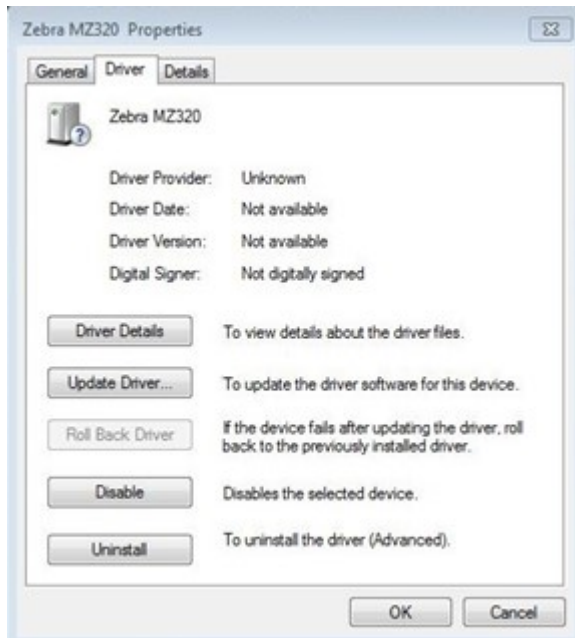 Zebra MZ320 Properties
General Driver Details
Zebra MZ320
Driver Provider: Unknown
Driver Date: Not available
Driver Version: Not available
Digital Signer: Not digitally signed
Driver Details To view details about the driver files.
Update Driver... To update the driver software for this device.
Roll Back Driver If the device fails after updating the driver, roll
back to the previously installed driver.
Disable Disables the selected device.
Uninstall To uninstall the driver (Advanced).
OK Cancel